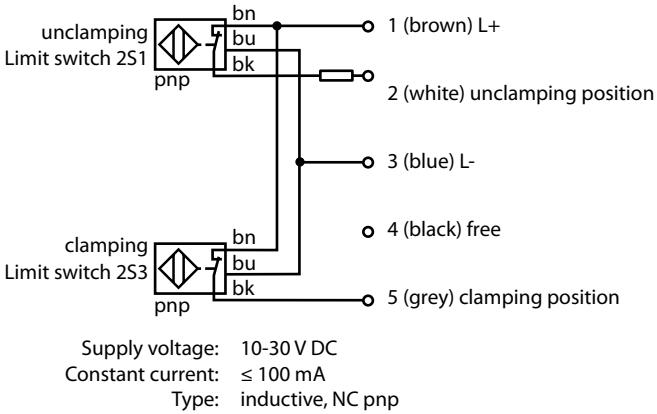 bn
unclamping
Limit switch 2S1
bu
bk
pnp
1 (brown) L+
2 (white) unclamping position
3 (blue) L-
4 (black) free
clamping
Limit switch 2S3
bn
bu
bk
pnp
5 (grey) clamping position
Supply voltage: 10-30 V DC
Constant current: ≤ 100 mA
Type: inductive, NC pnp